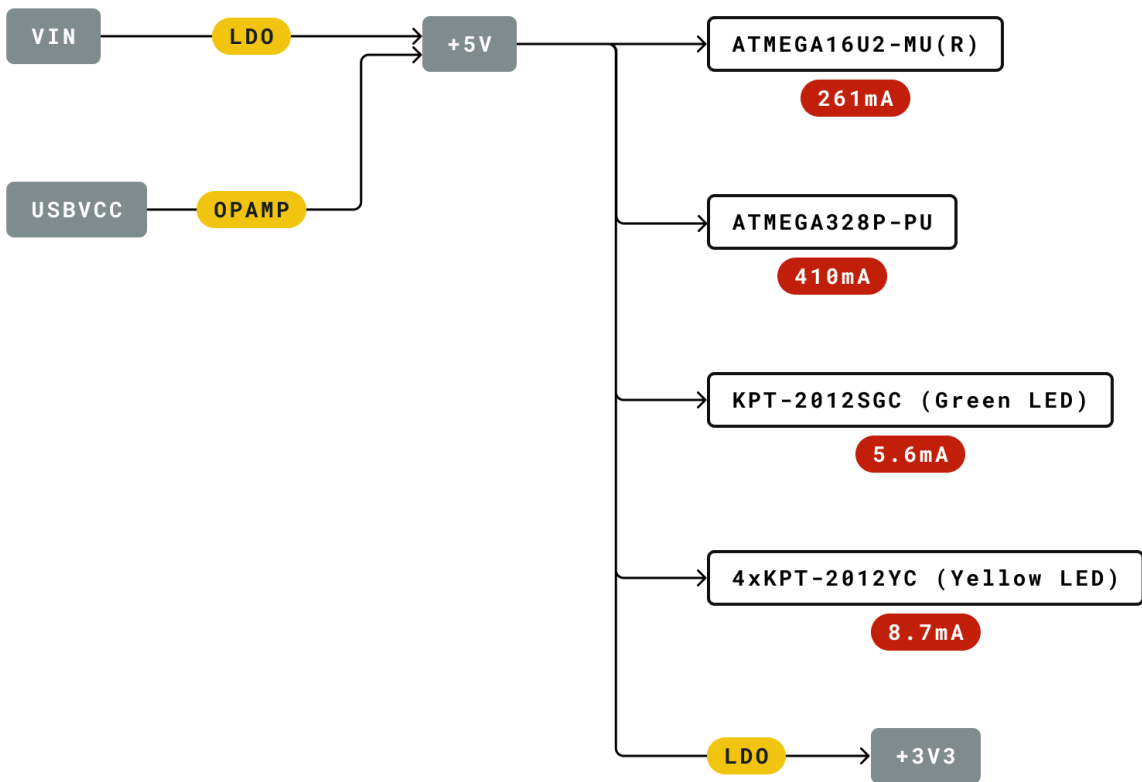 VIN
LDO
+5V
ATMEGA16U2-MU(R)
261mA
USBVCC
OPAMP
ATMEGA328P-PU
410mA
KPT-2012SGC (Green LED)
5.6mA
4xKPT-2012YC (Yellow LED)
8.7mA
LDO
+3V3